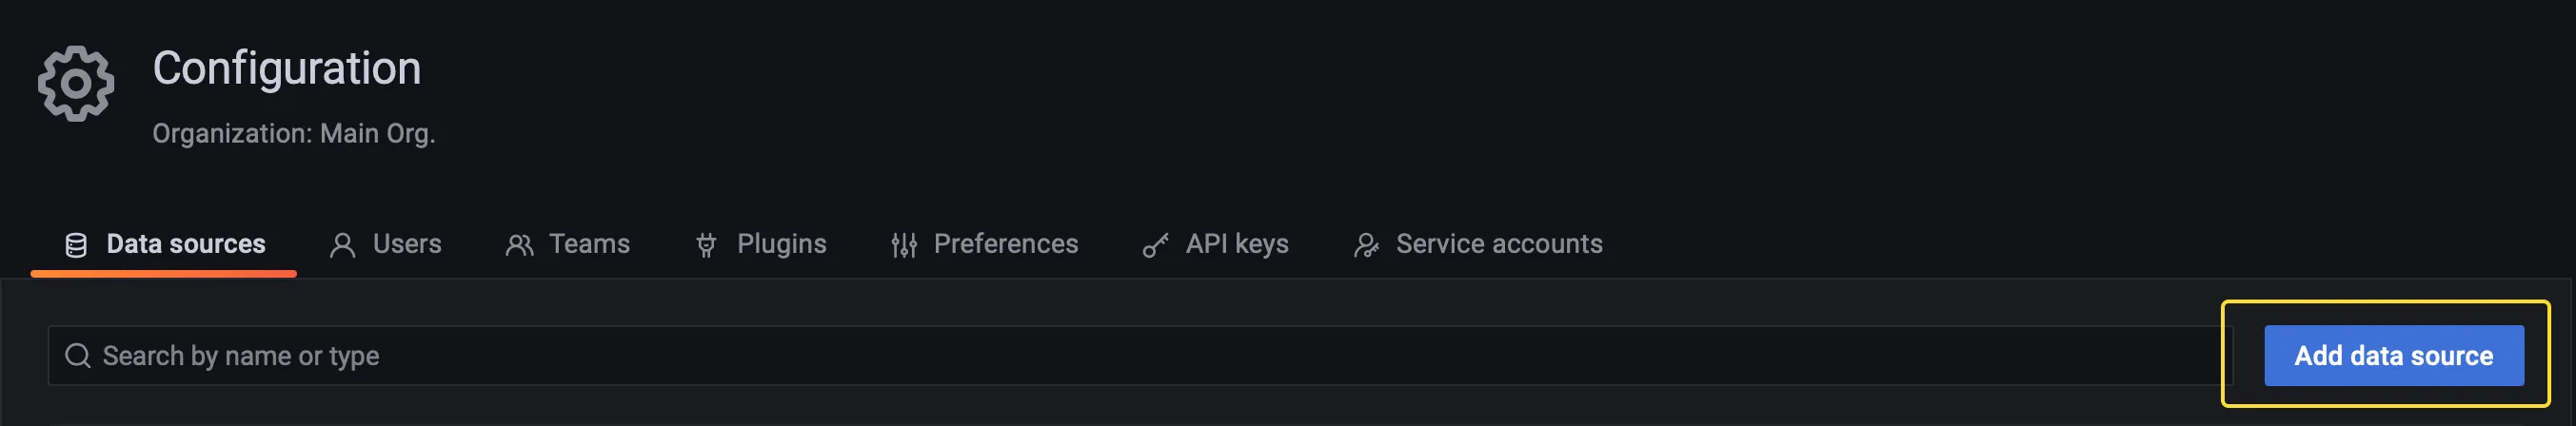 Configuration
Organization: Main Org.
Data sources Users Teams Plugins Preferences API keys Service accounts
Search by name or type Add data source